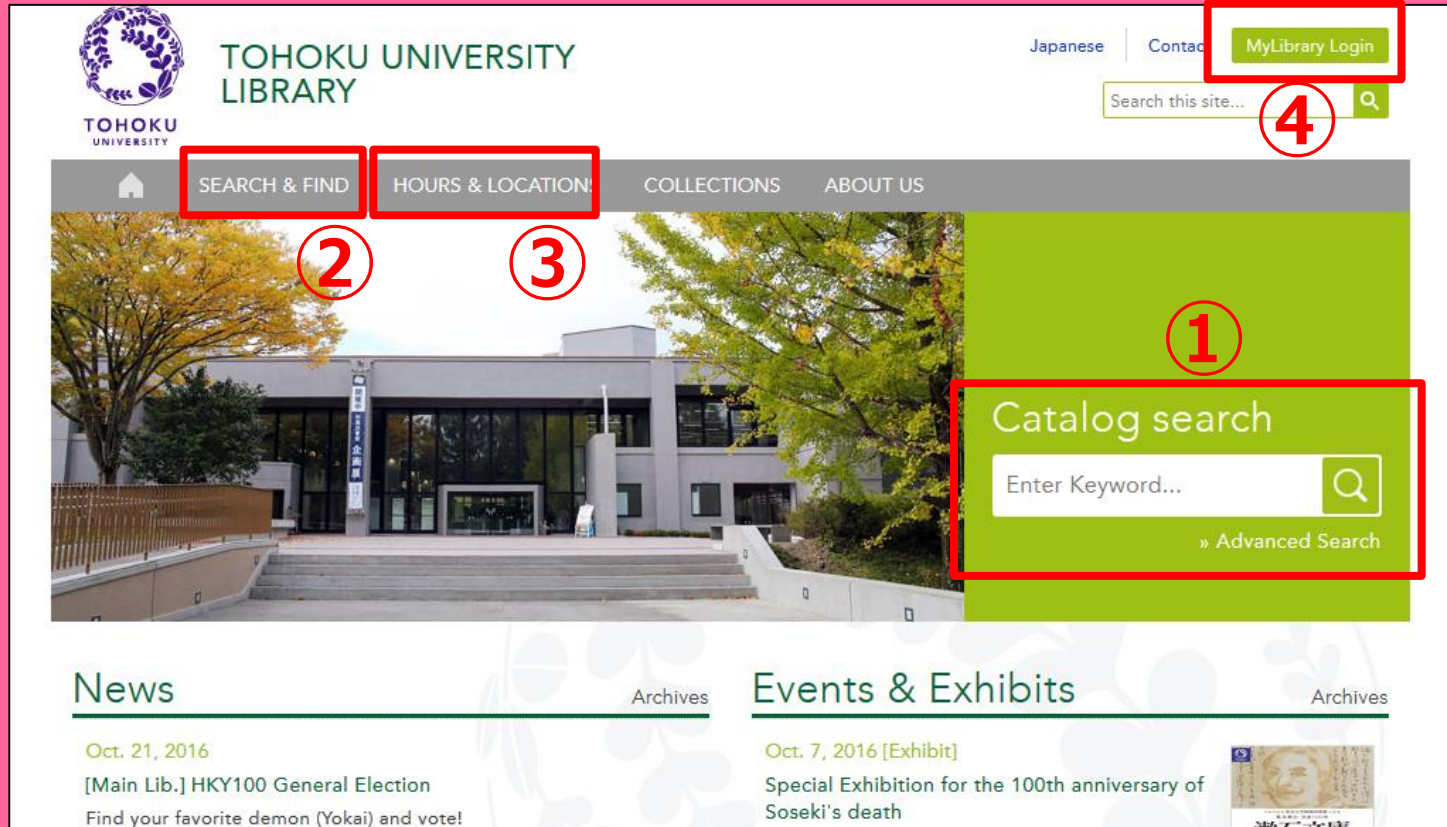 TOHOKU UNIVERSITY
LIBRARY
TOHOKU
UNIVERSITY
Japanese
Contac
MyLibrary Login
Search this site...
④
SEARCH & FIND
HOURS & LOCATIONS
COLLECTIONS
ABOUT US
②
③
①
Catalog search
Enter Keyword...
» Advanced Search
企画展
News
Archives
Oct. 21, 2016
[Main Lib.] HKY100 General Election
Find your favorite demon (Yokai) and vote!
Events & Exhibits
Archives
Oct. 7, 2016 [Exhibit]
Special Exhibition for the 100th anniversary of
Soseki's death